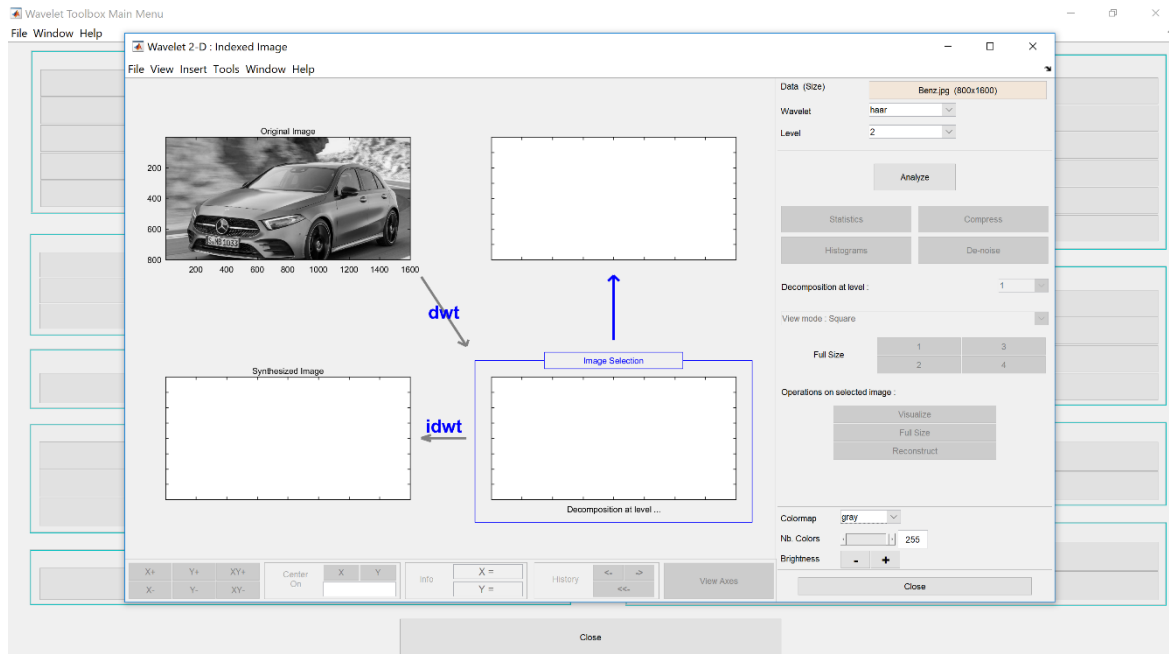 Wavelet Toolbox Main Menu
File Window Help
Wavelet 2-D : Indexed Image
File View Insert Tools Window Help
Data (Size) Benz.jpg (800x1600)
Wavelet haar
Level 2
Analyze
Statistics Compress
Histograms De-noise
Decomposition at level : 1
View mode : Square
Full Size 1 3
2 4
Operations on selected image :
Visualize
Full Size
Reconstruct
Colormap gray
Nb. Colors 255
Brightness - +
Close
Original Image
200
400
600
800
200 400 600 800 1000 1200 1400 1600
dwt
Image Selection
Synthesized Image
idwt
Decomposition at level ...
X+ Y+ XY+
X- Y- XY-
Center
On
X Y
Info X =
Y =
History <- ->
<<-
View Axes
Close